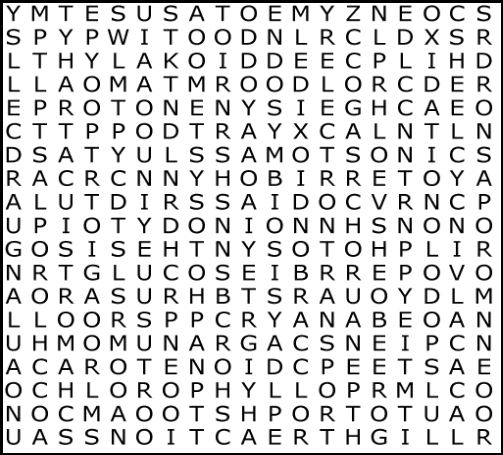 Y M T E S U S A T O E M Y Z N E O C S
S P Y P W I T O O D N L R C L D X S R
L T H Y L A K O I D D E E C P L I H D
L L A O M A T M R O O D L O R C D E R
E P R O T O N E N Y S I E G H C A E O
C T T P P O D T R A Y X C A L N T L N
D S A T Y U L S S A M O T S O N I C S
R A C R C N N Y H O B I R R E T O Y A
A L U T D I R S S A I D O C V R N C P
U P I O T Y D O N I O N N H S N O N O
G O S I S E H T N Y S O T O H P L I R
N R T G L U C O S E I B R R E P O V O
A O R A S U R H B T S R A U O Y D L M
L L O O R S P P C R Y A N A B E O A N
U H M O M U N A R G A C S N E I P C N
A C A R O T E N O I D C P E E T S A E
O C H L O R O P H Y L L O P R M L C O
N O C M A O O T S H P O R T O T U A O
U A S S N O I T C A E R T H G I L L R